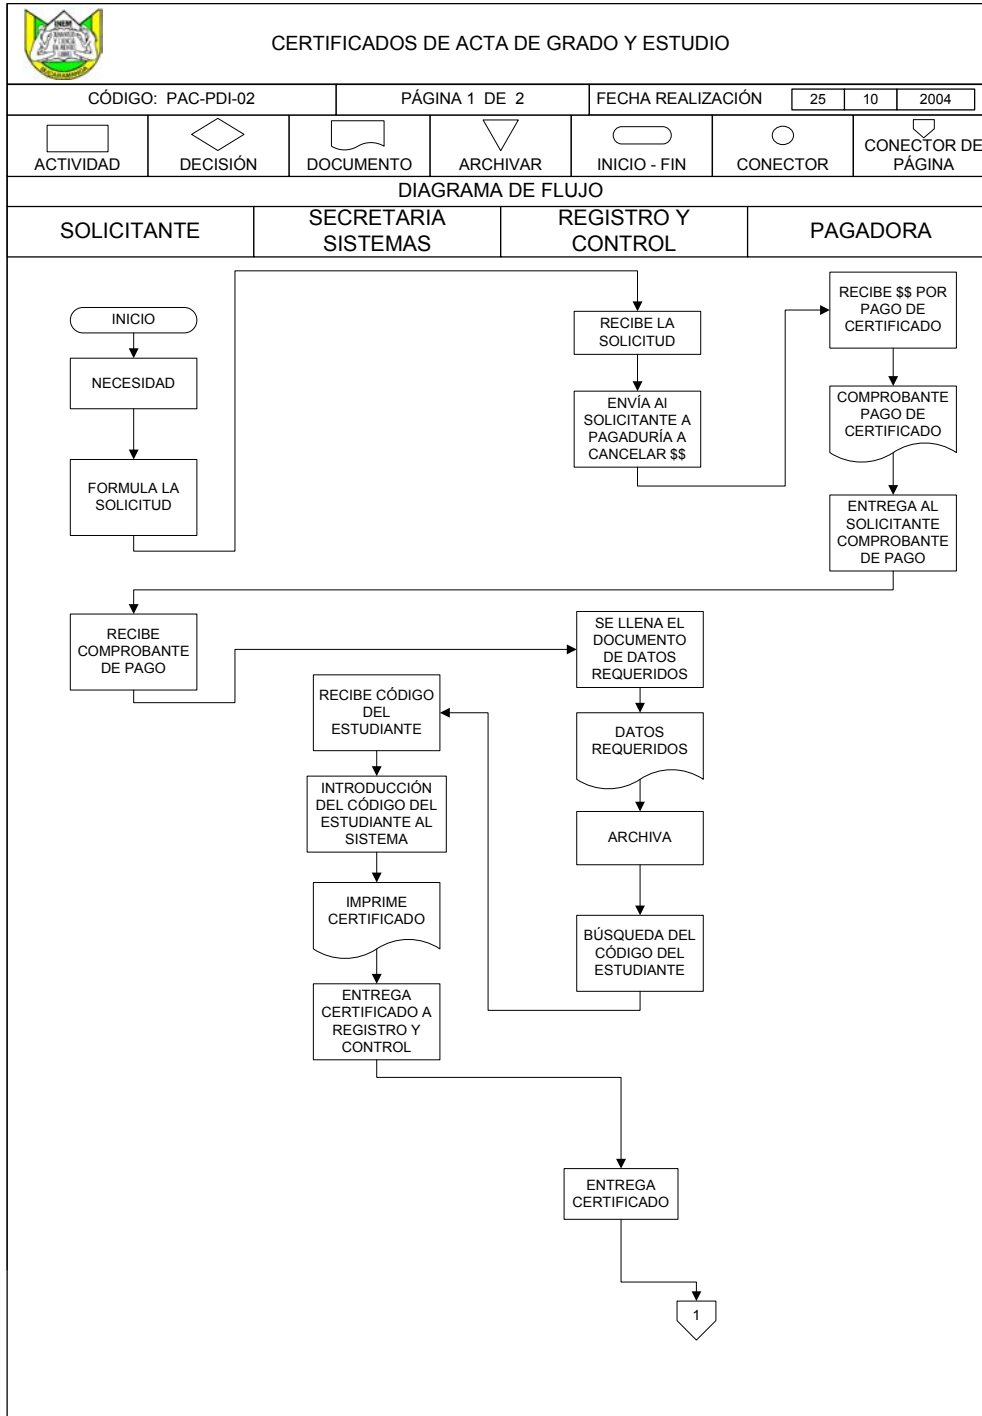 INEM
BUCARAMANGA
CERTIFICADOS DE ACTA DE GRADO Y ESTUDIO
CÓDIGO: PAC-PDI-02
PÁGINA 1 DE 2
FECHA REALIZACIÓN
25
10
2004
ACTIVIDAD
DECISIÓN
DOCUMENTO
ARCHIVAR
INICIO - FIN
CONECTOR
CONECTOR DE
PÁGINA
DIAGRAMA DE FLUJO
SOLICITANTE
SECRETARIA
SISTEMAS
REGISTRO Y
CONTROL
PAGADORA
INICIO
NECESIDAD
FORMULA LA
SOLICITUD
RECIBE LA
SOLICITUD
ENVÍA Al
SOLICITANTE A
PAGADURÍA A
CANCELAR $$
RECIBE $$ POR
PAGO DE
CERTIFICADO
COMPROBANTE
PAGO DE
CERTIFICADO
ENTREGA AL
SOLICITANTE
COMPROBANTE
DE PAGO
RECIBE
COMPROBANTE
DE PAGO
SE LLENA EL
DOCUMENTO
DE DATOS
REQUERIDOS
DATOS
REQUERIDOS
ARCHIVA
BÚSQUEDA DEL
CÓDIGO DEL
ESTUDIANTE
RECIBE CÓDIGO
DEL
ESTUDIANTE
INTRODUCCIÓN
DEL CÓDIGO DEL
ESTUDIANTE AL
SISTEMA
IMPRIME
CERTIFICADO
ENTREGA
CERTIFICADO A
REGISTRO Y
CONTROL
ENTREGA
CERTIFICADO
1